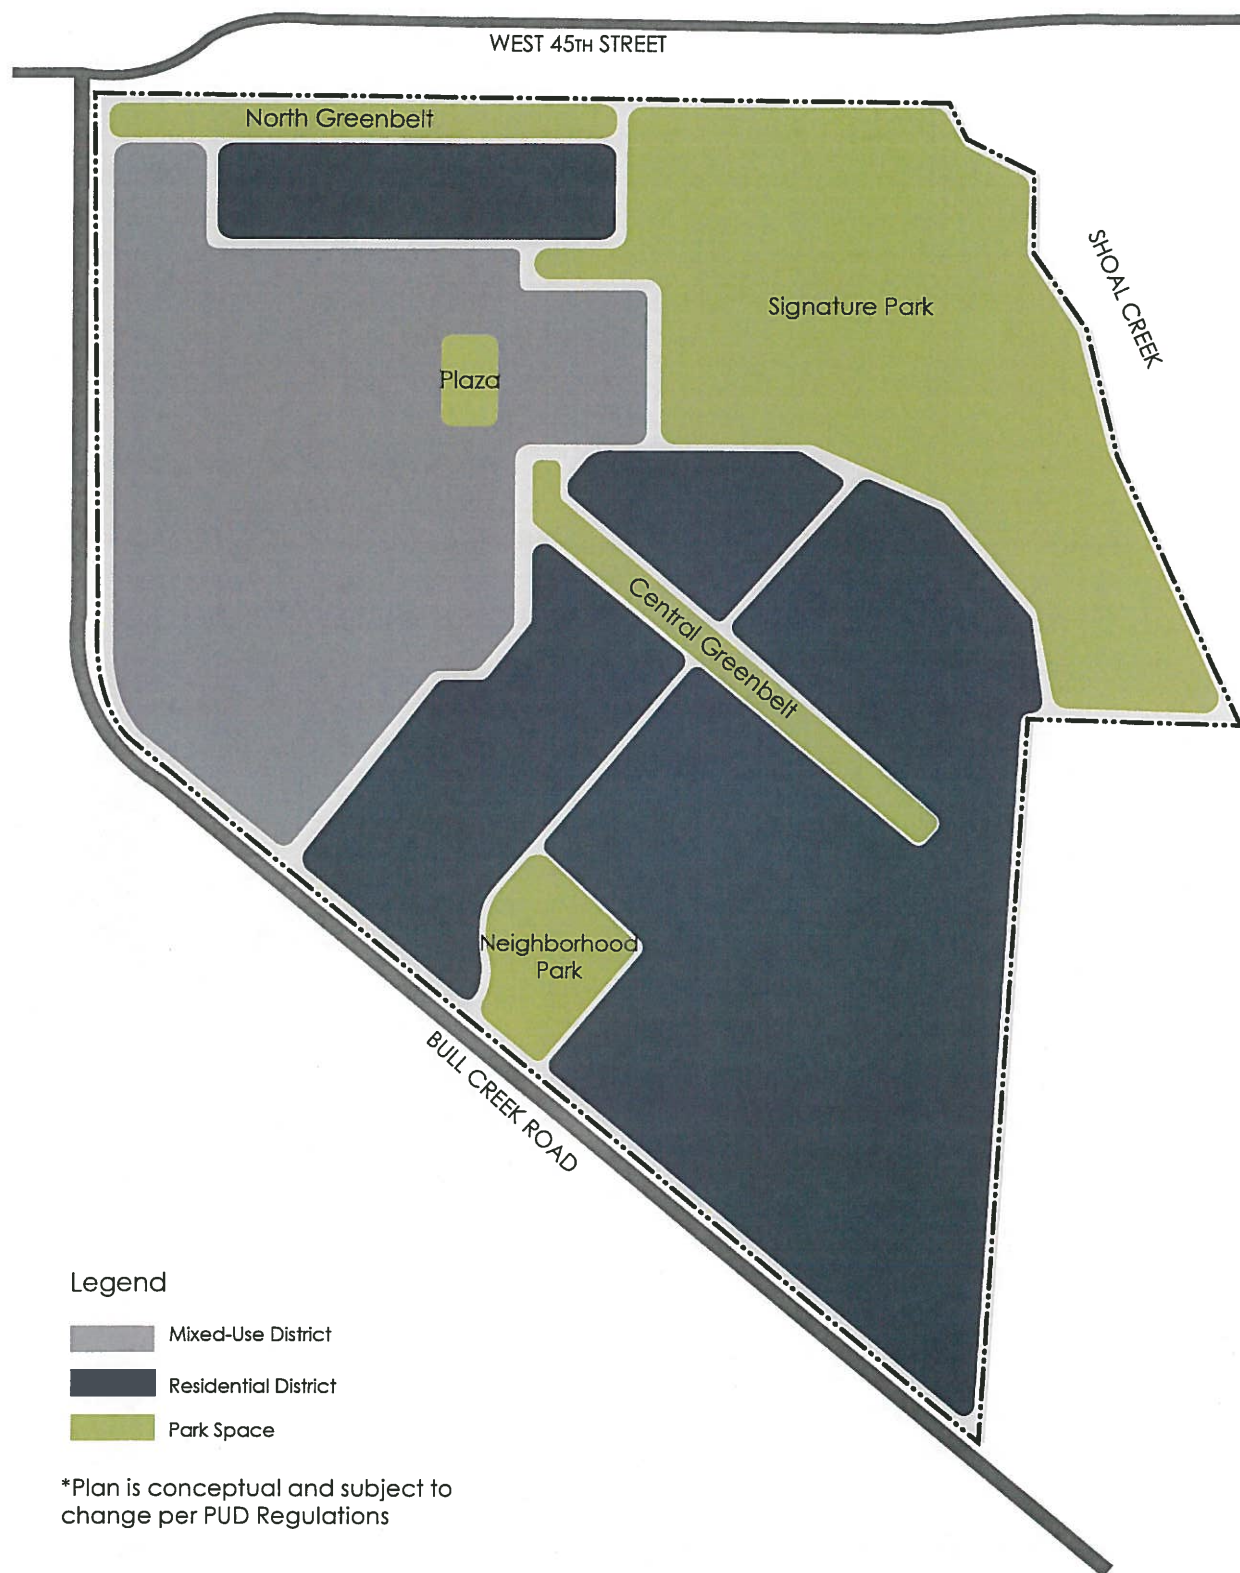 WEST 45TH STREET
North Greenbelt
SHOAL CREEK
Signature Park
Plaza
Central Greenbelt
Neighborhood
Park
BULL CREEK ROAD
Legend
Mixed-Use District
Residential District
Park Space
*Plan is conceptual and subject to
change per PUD Regulations